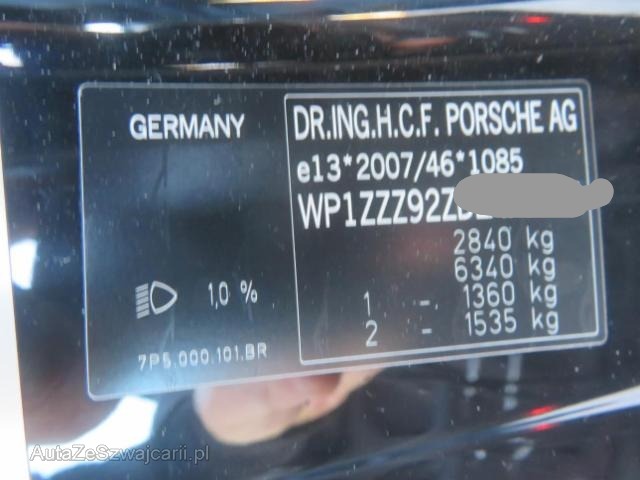 GERMANY
DR.ING.H.C.F. PORSCHE AG
e13*2007/46*1085
WP1ZZZ92Z
2840 kg
6340 kg
1 - 1360 kg
2 - 1535 kg
1,0 %
7P5.000.101.BR
AutaZeSzwajcarii.pl